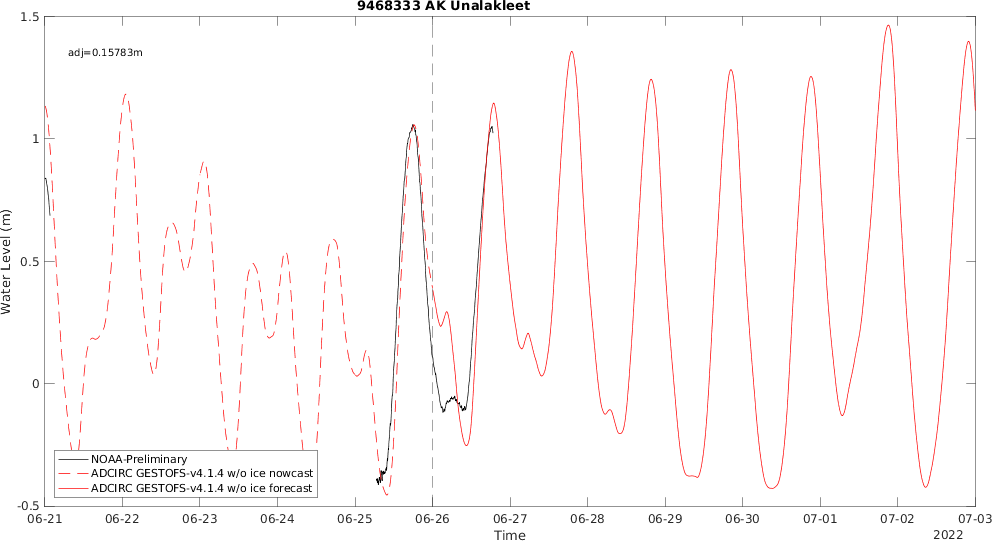 9468333 AK Unalakleet
1.5
adj=0.15783m
1
0.5
0
-0.5
Water Level (m)
NOAA-Preliminary
ADCIRC GESTOFS-v4.1.4 w/o ice nowcast
ADCIRC GESTOFS-v4.1.4 w/o ice forecast
06-21 06-22 06-23 06-24 06-25 06-26 06-27 06-28 06-29 06-30 07-01 07-02 07-03
Time
2022